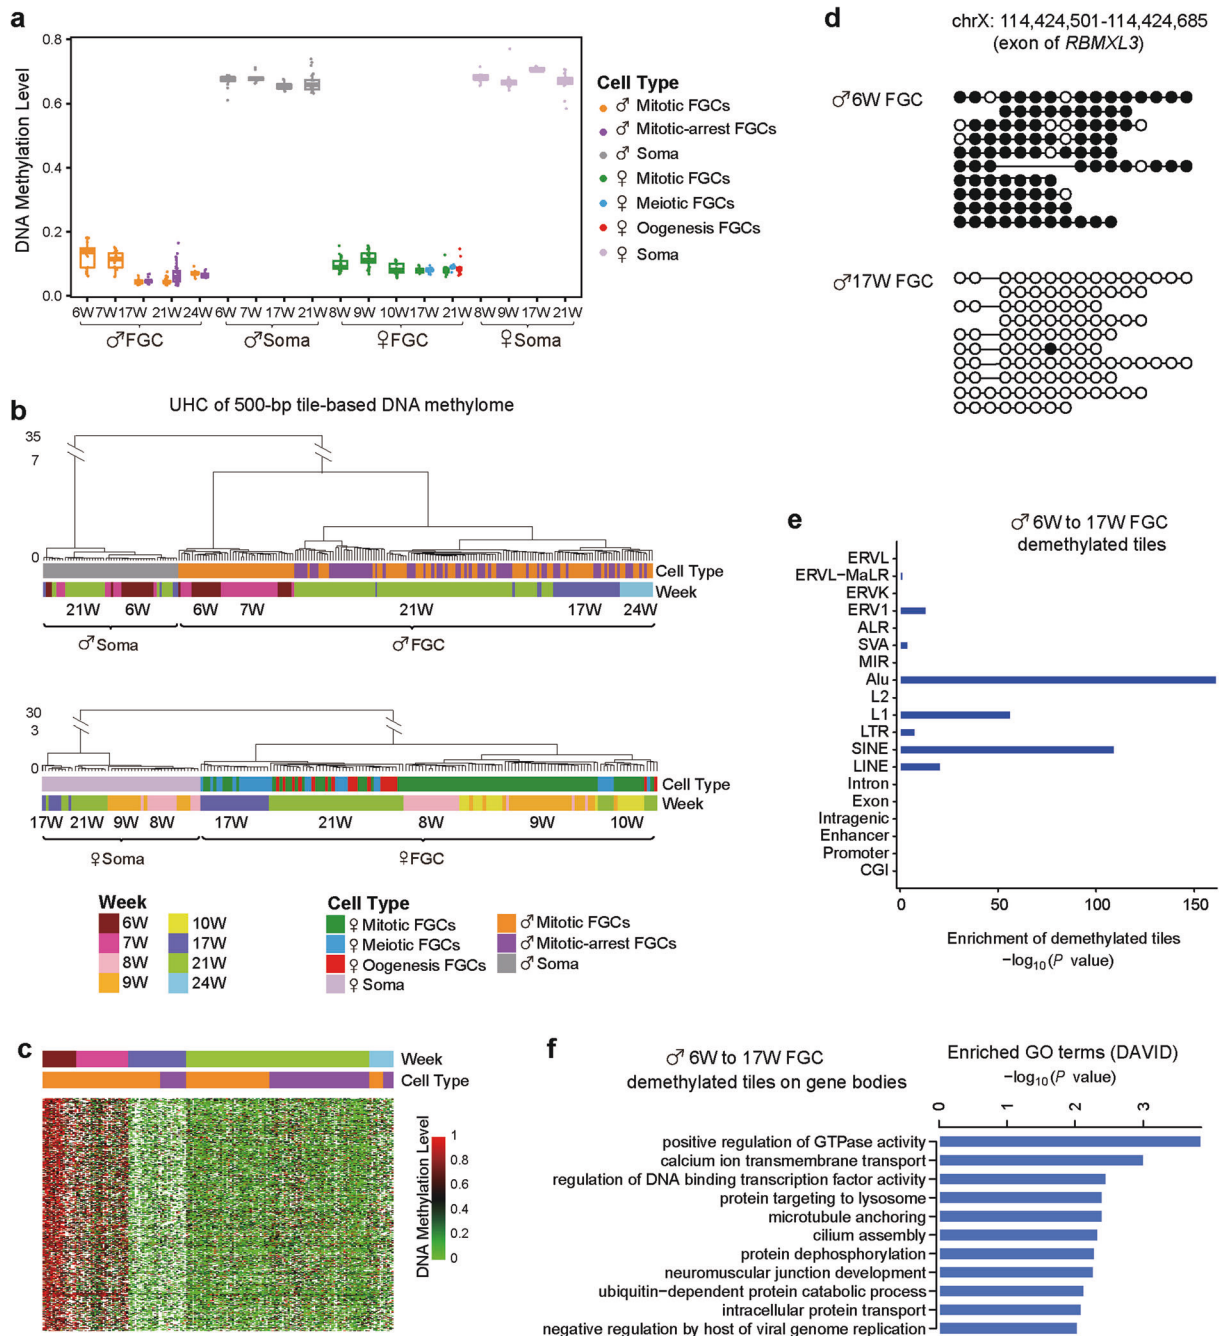 a
0.8
0.6
0.4
0.2
0.0
DNA Methylation Level
6W 7W 17W 21W 24W 6W 7W 17W 21W 8W 9W 10W 17W 21W 8W 9W 17W 21W
♂FGC ♂Soma ♀FGC ♀Soma
Cell Type
♂ Mitotic FGCs
♂ Mitotic-arrest FGCs
♂ Soma
♀ Mitotic FGCs
♀ Meiotic FGCs
♀ Oogenesis FGCs
♀ Soma
b
UHC of 500-bp tile-based DNA methylome
35
7
0
Cell Type
Week
21W 6W 6W 7W 21W 17W 24W
♂Soma ♂FGC
30
3
0
Cell Type
Week
17W 21W 9W 8W 17W 21W 8W 9W 10W
♀Soma ♀FGC
Week
6W 10W
7W 17W
8W 21W
9W 24W
Cell Type
♀ Mitotic FGCs ♂ Mitotic FGCs
♀ Meiotic FGCs ♂ Mitotic-arrest FGCs
♀ Oogenesis FGCs ♂ Soma
♀ Soma
c
Week
Cell Type
DNA Methylation Level
1
0.8
0.6
0.4
0.2
0
d
chrX: 114,424,501-114,424,685
(exon of RBMXL3)
♂6W FGC
♂17W FGC
e
♂ 6W to 17W FGC
demethylated tiles
ERVL
ERVL-MaLR
ERVK
ERV1
ALR
SVA
MIR
Alu
L2
L1
LTR
SINE
LINE
Intron
Exon
Intragenic
Enhancer
Promoter
CGI
0 50 100 150
Enrichment of demethylated tiles
−log10(P value)
f
♂ 6W to 17W FGC
demethylated tiles on gene bodies
Enriched GO terms (DAVID)
−log10(P value)
0 1 2 3
positive regulation of GTPase activity
calcium ion transmembrane transport
regulation of DNA binding transcription factor activity
protein targeting to lysosome
microtubule anchoring
cilium assembly
protein dephosphorylation
neuromuscular junction development
ubiquitin-dependent protein catabolic process
intracellular protein transport
negative regulation by host of viral genome replication